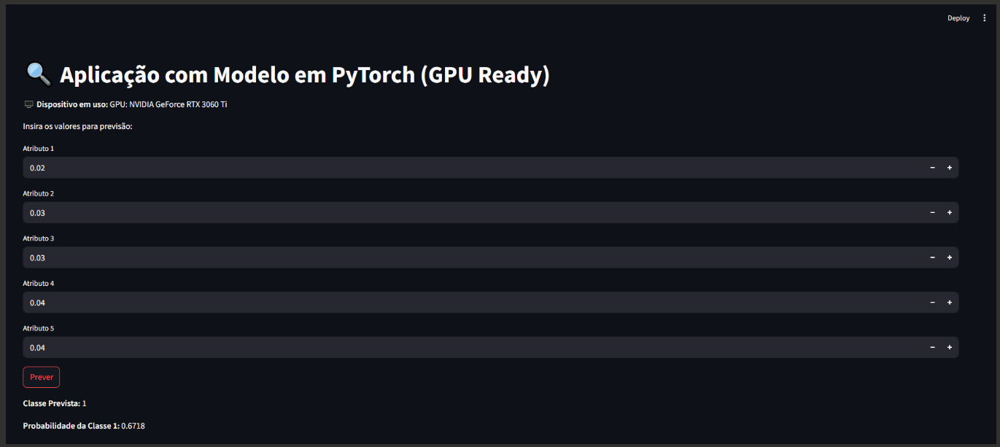 Deploy
Aplicação com Modelo em PyTorch (GPU Ready)
Dispositivo em uso: GPU: NVIDIA GeForce RTX 3060 Ti
Insira os valores para previsão:
Atributo 1
0.02
Atributo 2
0.03
Atributo 3
0.03
Atributo 4
0.04
Atributo 5
0.04
Prever
Classe Prevista: 1
Probabilidade da Classe 1: 0.6718